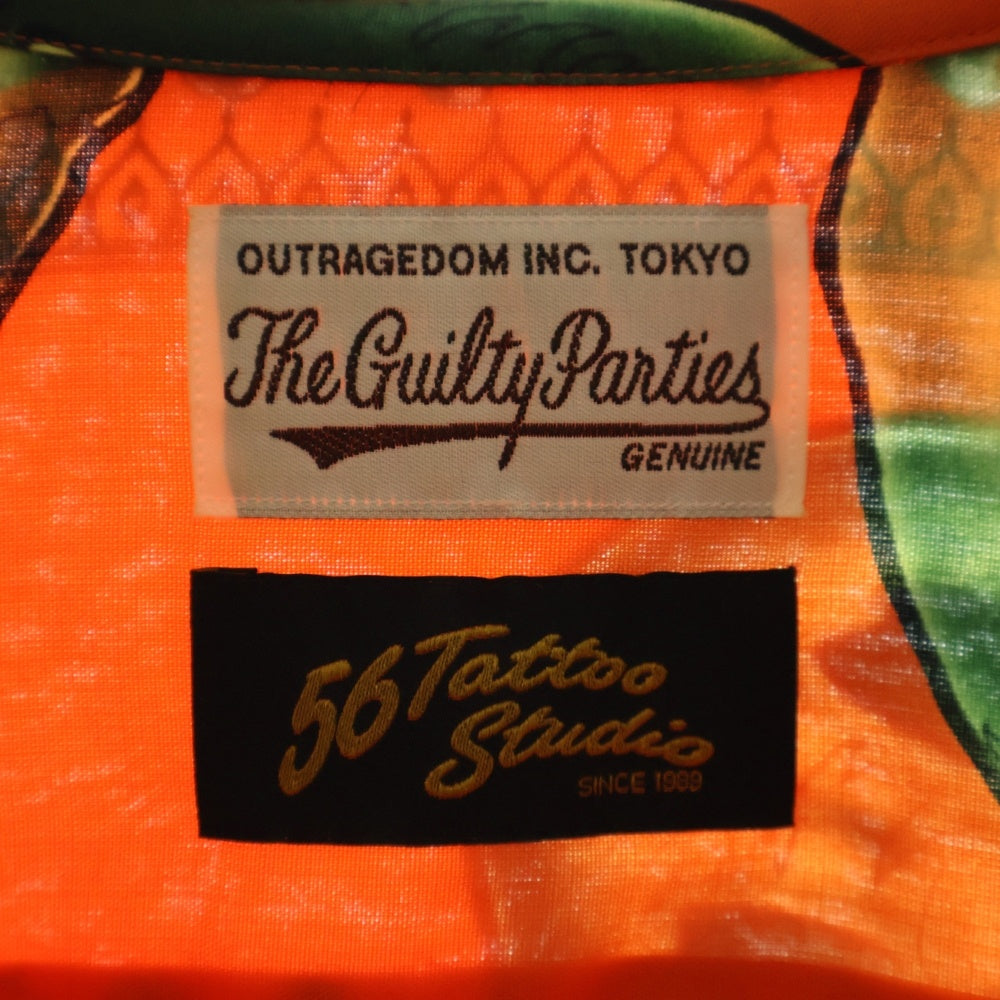 OUTRAGEDOM INC. TOKYO
The Guilty Parties
GENUINE
56 Tattoo
Studio
SINCE 1989